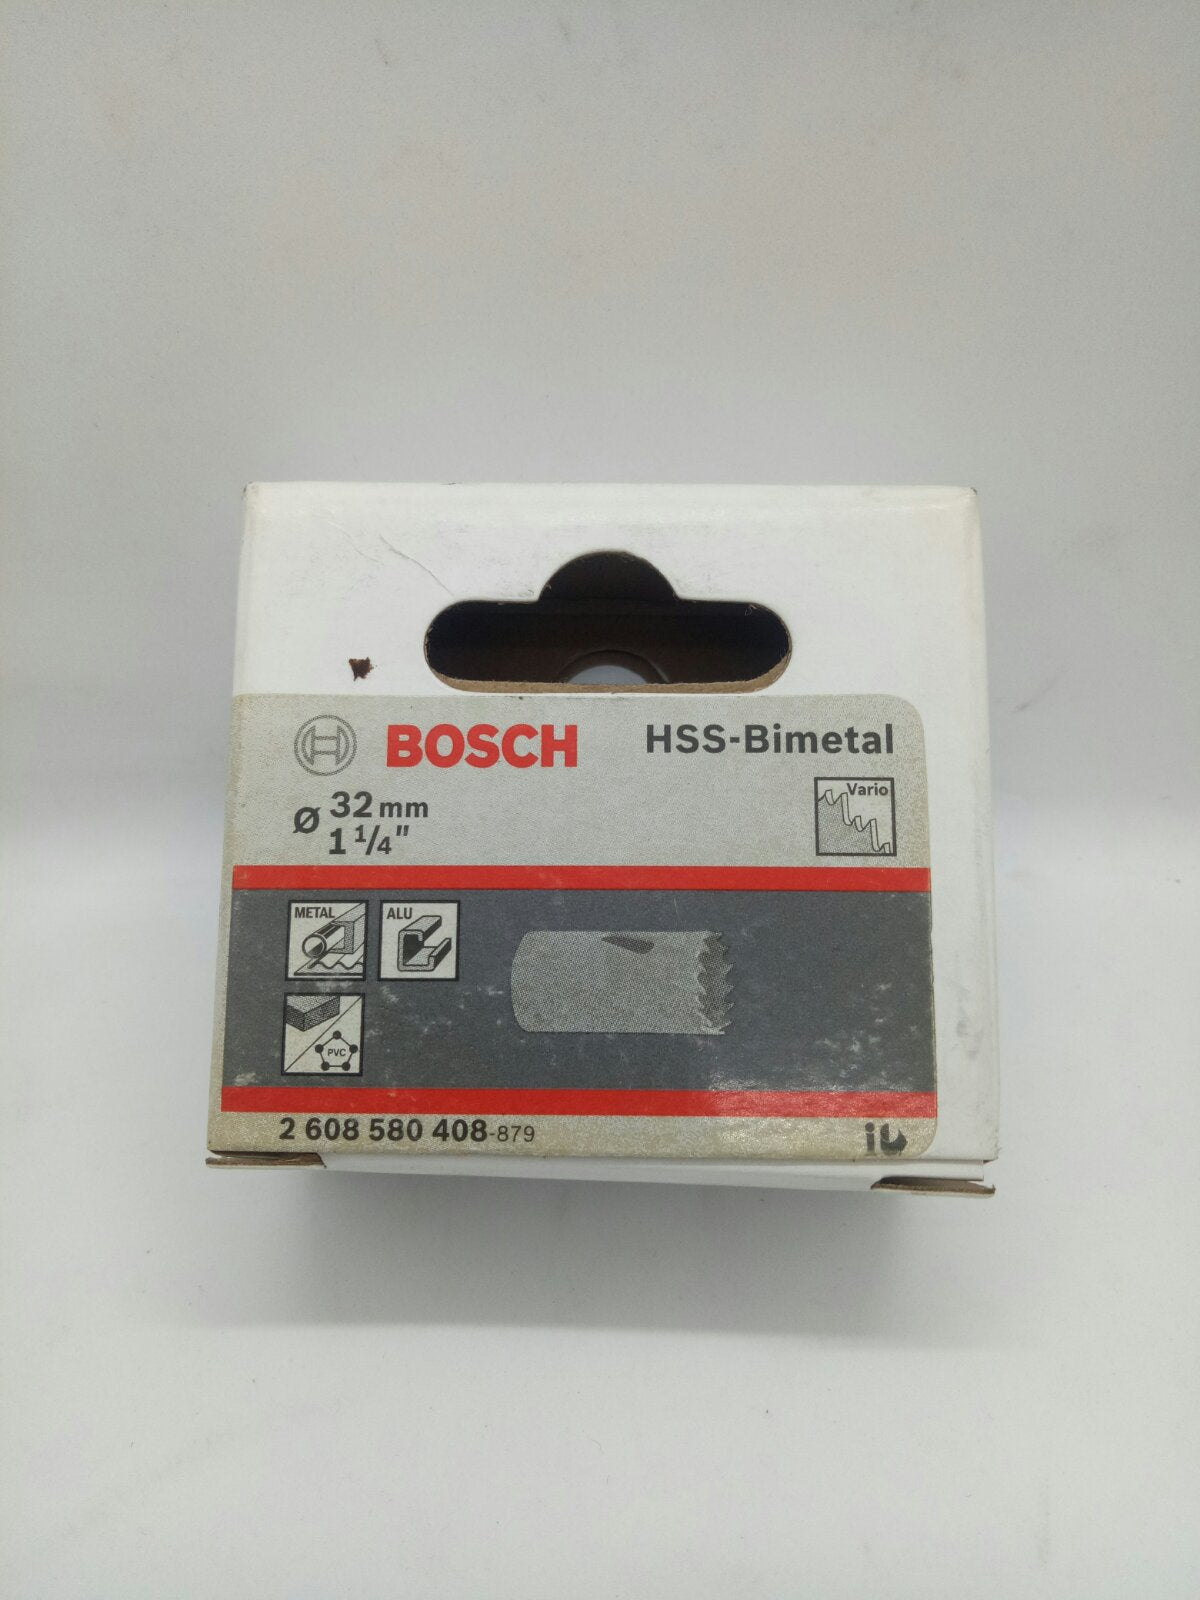 BOSCH
HSS-Bimetal
Ø 32 mm
1 1/4"
Vario
METAL
ALU
PVC
2 608 580 408-879